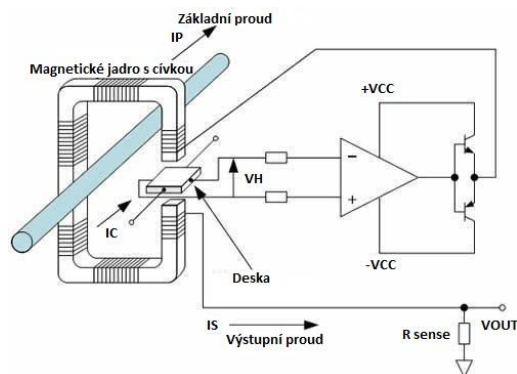 Základní proud
IP
Magnetické jadro s cívkou
+VCC
−
VH
+
IC
-VCC
Deska
IS
Výstupní proud
R sense
VOUT